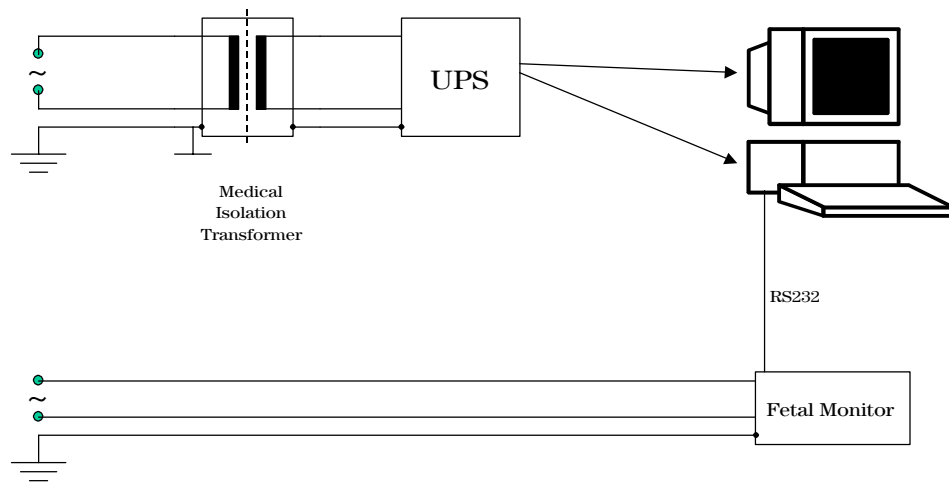 UPS
Medical
Isolation
Transformer
RS232
Fetal Monitor